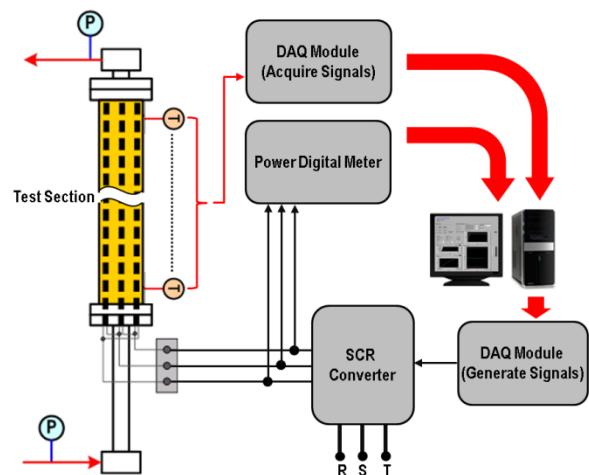 P
DAQ Module
(Acquire Signals)
T
Power Digital Meter
Test Section
T
SCR
Converter
DAQ Module
(Generate Signals)
P
R S T